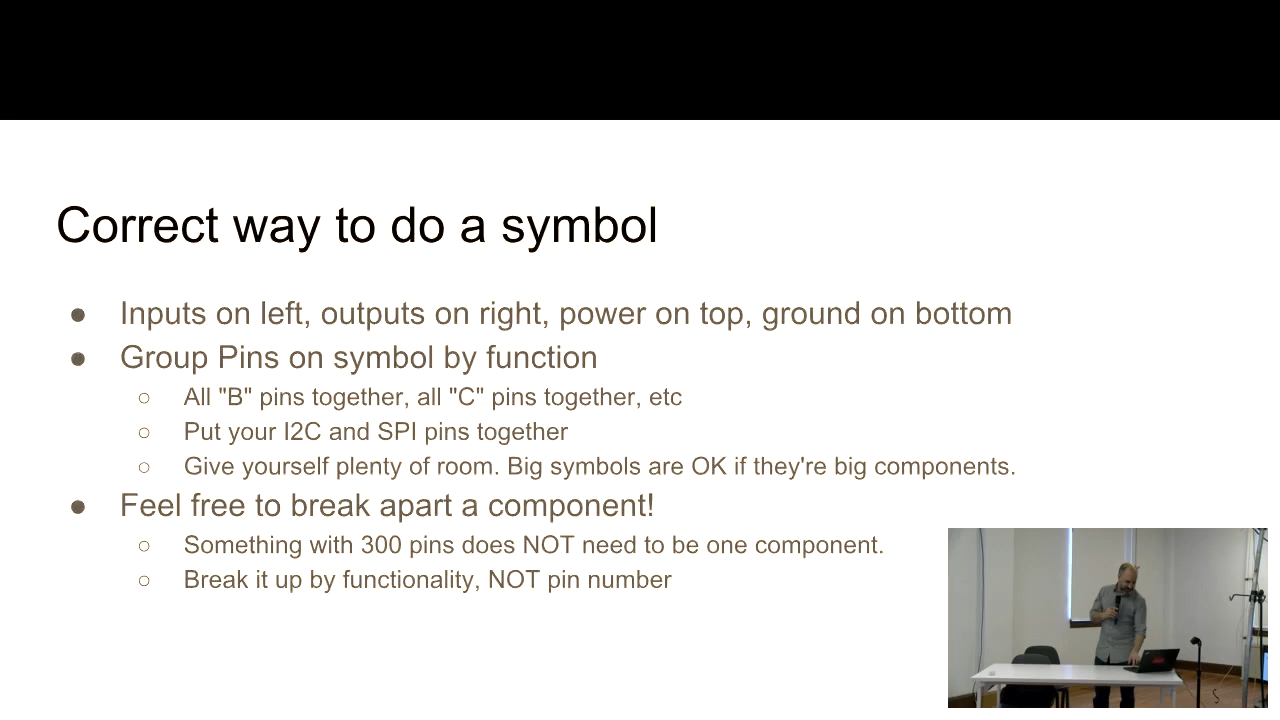 Correct way to do a symbol
● Inputs on left, outputs on right, power on top, ground on bottom
● Group Pins on symbol by function
○ All "B" pins together, all "C" pins together, etc
○ Put your I2C and SPI pins together
○ Give yourself plenty of room. Big symbols are OK if they're big components.
● Feel free to break apart a component!
○ Something with 300 pins does NOT need to be one component.
○ Break it up by functionality, NOT pin number